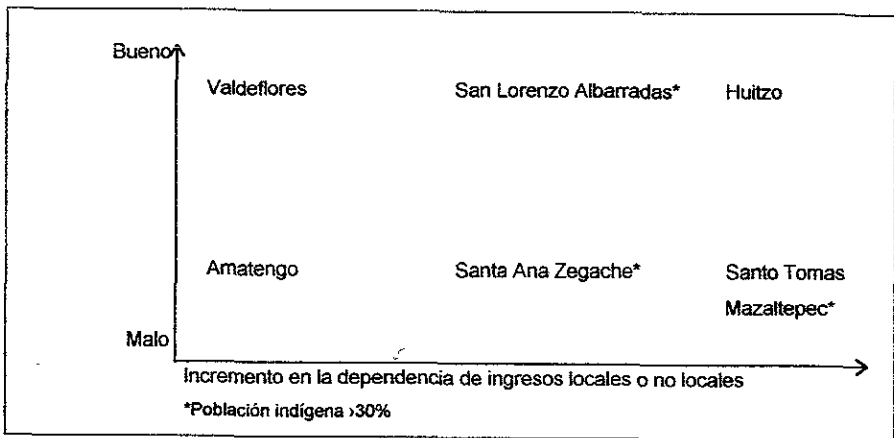 Bueno
Valdeflores San Lorenzo Albarradas* Huitzo
Amatengo Santa Ana Zegache* Santo Tomas
Mazaltepec*
Malo
Incremento en la dependencia de ingresos locales o no locales
*Población indígena ›30%